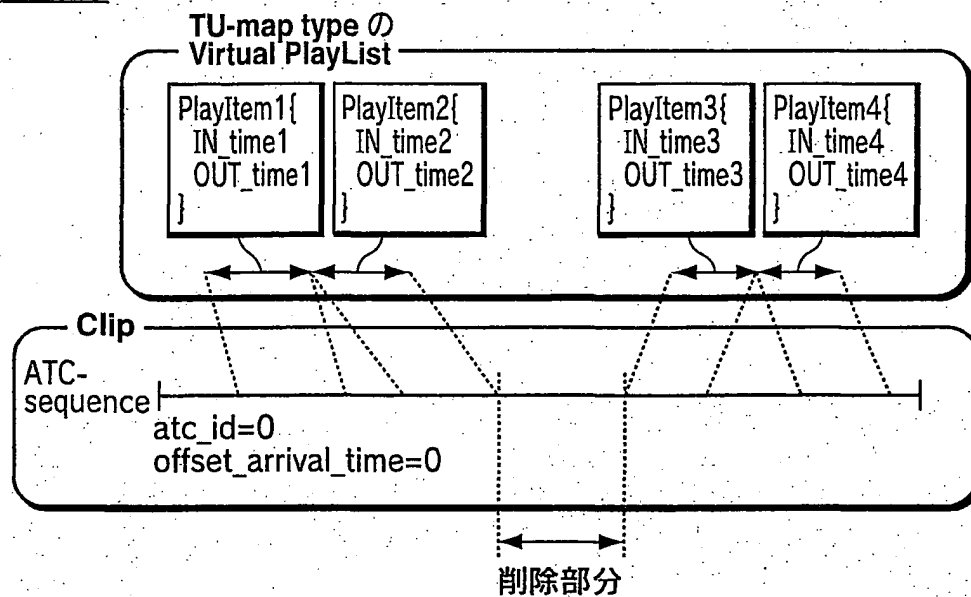 TU-map type の
Virtual PlayList
PlayItem1{
IN_time1
OUT_time1
}
PlayItem2{
IN_time2
OUT_time2
}
PlayItem3{
IN_time3
OUT_time3
}
PlayItem4{
IN_time4
OUT_time4
}
Clip
ATC-
sequence
atc_id=0
offset_arrival_time=0
削除部分